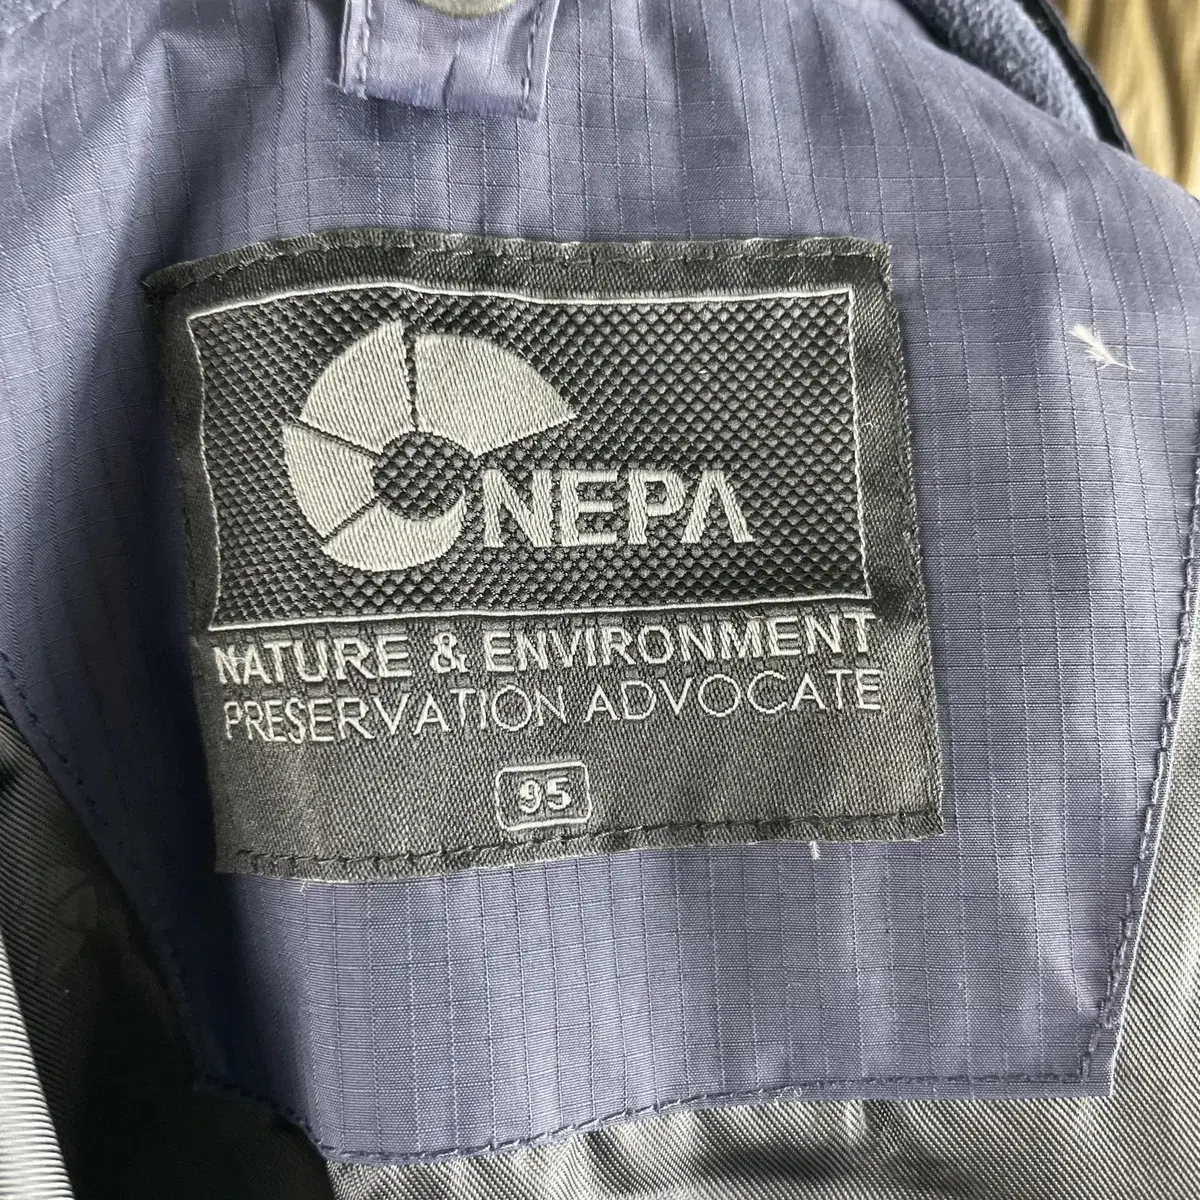 NEPA
NATURE & ENVIRONMENT
PRESERVATION ADVOCATE
95